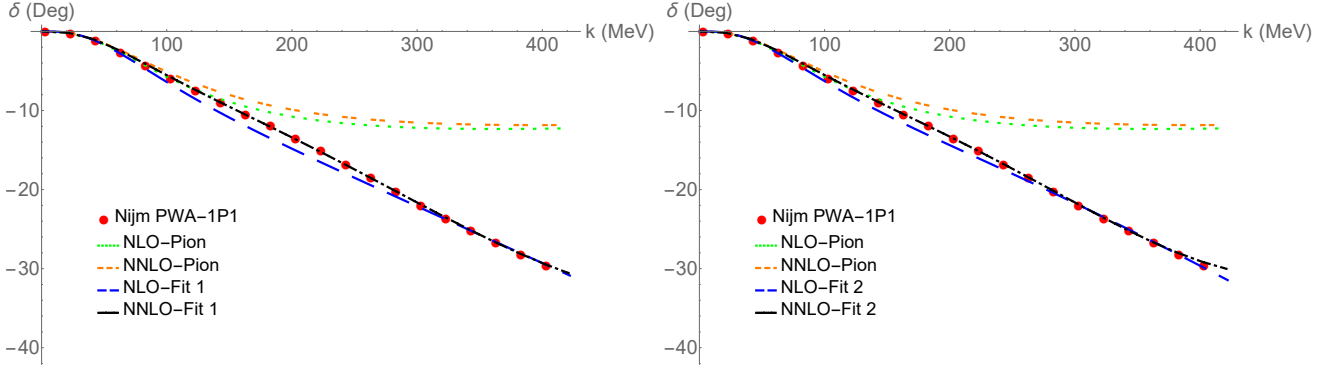 δ (Deg)
k (MeV)
100
200
300
400
−10
−20
−30
−40
Nijm PWA−1P1
NLO−Pion
NNLO−Pion
NLO−Fit 1
NNLO−Fit 1
δ (Deg)
k (MeV)
100
200
300
400
−10
−20
−30
−40
Nijm PWA−1P1
NLO−Pion
NNLO−Pion
NLO−Fit 2
NNLO−Fit 2